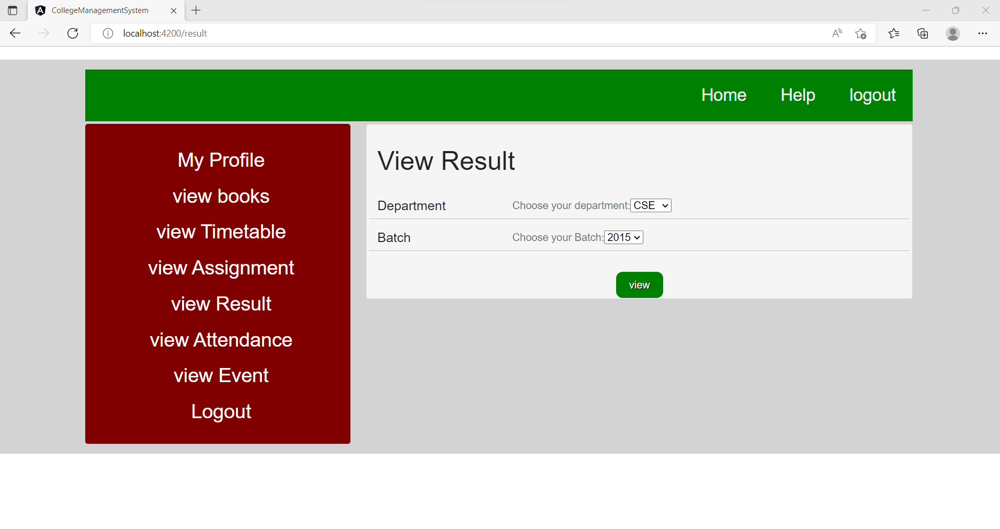 CollegeManagementSystem
localhost:4200/result
Home Help logout
My Profile
view books
view Timetable
view Assignment
view Result
view Attendance
view Event
Logout
View Result
Department Choose your department: CSE
Batch Choose your Batch: 2015
view